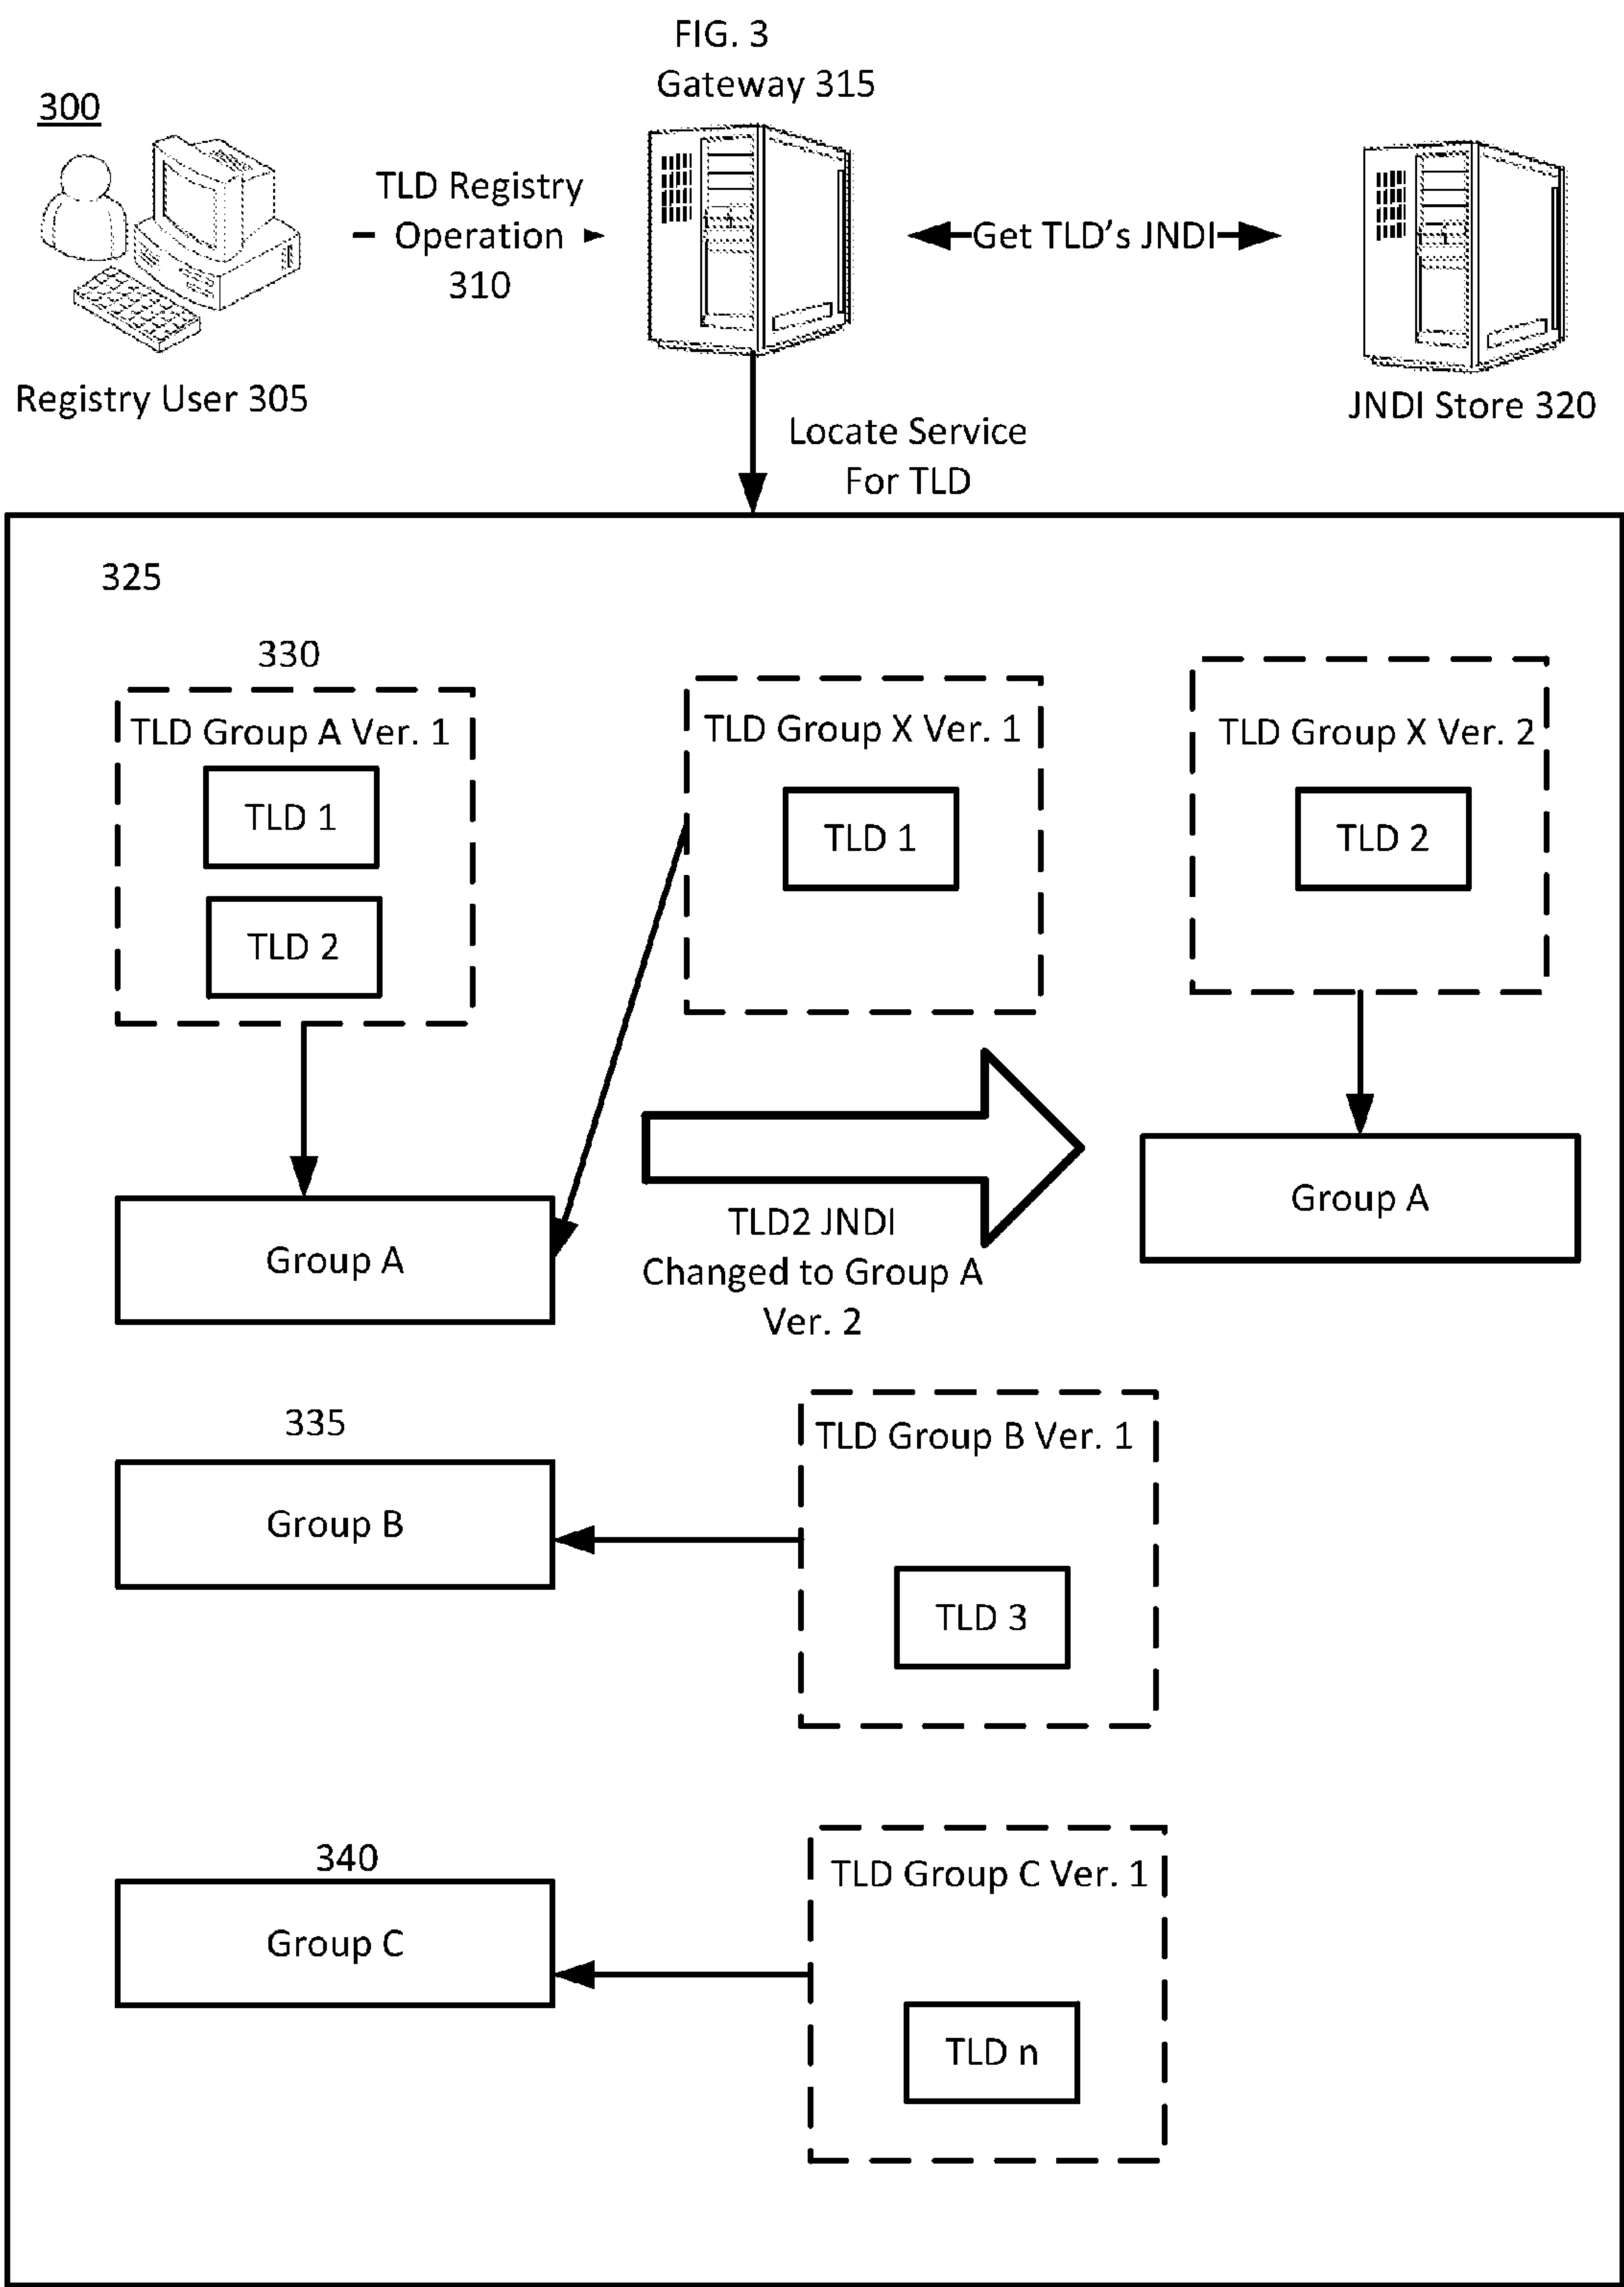 FIG. 3
Gateway 315
300
TLD Registry
Operation
310
Get TLD's JNDI
Registry User 305
JNDI Store 320
Locate Service
For TLD
325
330
TLD Group A Ver. 1
TLD 1
TLD 2
TLD Group X Ver. 1
TLD 1
TLD Group X Ver. 2
TLD 2
Group A
TLD2 JNDI
Changed to Group A
Ver. 2
Group A
335
Group B
TLD Group B Ver. 1
TLD 3
340
Group C
TLD Group C Ver. 1
TLD n